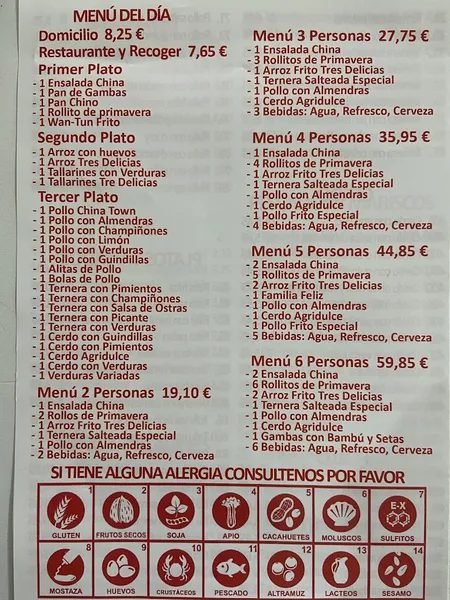 MENÚ DEL DÍA
Domicilio 8,25 €
Restaurante y Recoger 7,65 €
Primer Plato
- 1 Ensalada China
- 1 Pan de Gambas
- 1 Pan Chino
- 1 Rollito de primavera
- 1 Wan-Tun Frito
Segundo Plato
- 1 Arroz con huevos
- 1 Arroz Tres Delicias
- 1 Tallarines con Verduras
- 1 Tallarines Tre Delicias
Tercer Plato
- 1 Pollo China Town
- 1 Pollo con Almendras
- 1 Pollo con Champiñones
- 1 Pollo con Limón
- 1 Pollo con Verduras
- 1 Pollo con Guindillas
- 1 Alitas de Pollo
- 1 Bolas de Pollo
- 1 Ternera con Pimientos
- 1 Ternera con Champiñones
- 1 Ternera con Salsa de Ostras
- 1 Ternera con Picante
- 1 Ternera con Verduras
- 1 Cerdo con Guindillas
- 1 Cerdo con Pimientos
- 1 Cerdo Agridulce
- 1 Cerdo con Verduras
- 1 Verduras Variadas
Menú 2 Personas 19,10 €
- 1 Ensalada China
- 2 Rollos de Primavera
- 1 Arroz Frito Tres Delicias
- 1 Ternera Salteada Especial
- 1 Pollo con Almendras
- 2 Bebidas: Agua, Refresco, Cerveza
Menú 3 Personas 27,75 €
- 1 Ensalada China
- 3 Rollitos de Primavera
- 1 Arroz Frito Tres Delicias
- 1 Ternera Salteada Especial
- 1 Pollo con Almendras
- 1 Cerdo Agridulce
- 3 Bebidas: Agua, Refresco, Cerveza
Menú 4 Personas 35,95 €
- 1 Ensalada China
- 4 Rollitos de Primavera
- 1 Arroz Frito Tres Delicias
- 1 Ternera Salteada Especial
- 1 Pollo con Almendras
- 1 Cerdo Agridulce
- 1 Pollo Frito Especial
- 4 Bebidas: Agua, Refresco, Cerveza
Menú 5 Personas 44,85 €
- 2 Ensalada China
- 5 Rollitos de Primavera
- 2 Arroz Frito Tres Delicias
- 1 Familia Feliz
- 1 Pollo con Almendras
- 1 Cerdo Agridulce
- 1 Pollo Frito Especial
- 5 Bebidas: Agua, Refresco, Cerveza
Menú 6 Personas 59,85 €
- 2 Ensalada China
- 6 Rollitos de Primavera
- 2 Arroz Frito Tres Delicias
- 1 Ternera Salteada Especial
- 1 Pollo con Almendras
- 1 Cerdo Agridulce
- 1 Gambas con Bambú y Setas
- 6 Bebidas: Agua, Refresco, Cerveza
SI TIENE ALGUNA ALERGIA CONSULTENOS POR FAVOR
1 2 3 4 5 6 7
E-X
GLUTEN FRUTOS SECOS SOJA APIO CACAHUETES MOLUSCOS SULFITOS
8 9 10 11 12 13 14
MOSTAZA HUEVOS CRUSTÁCEOS PESCADO ALTRAMUZ LACTEOS SESAMO